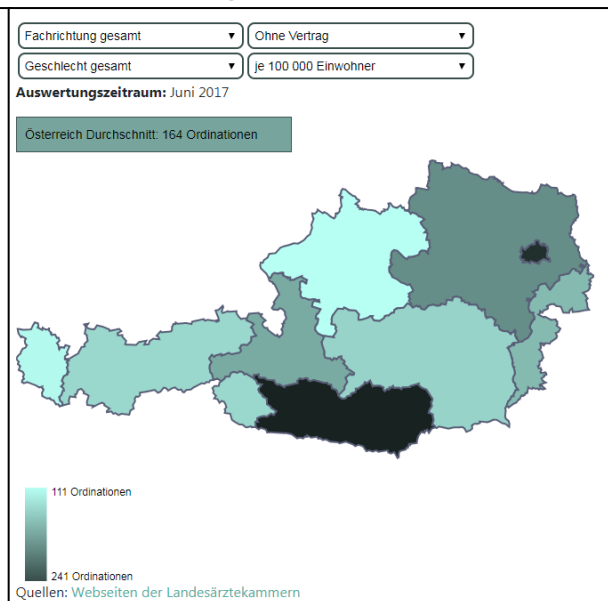 Fachrichtung gesamt ▼ Ohne Vertrag ▼
Geschlecht gesamt ▼ je 100 000 Einwohner ▼
Auswertungszeitraum: Juni 2017
Österreich Durchschnitt: 164 Ordinationen
111 Ordinationen
241 Ordinationen
Quellen: Webseiten der Landesärztekammern